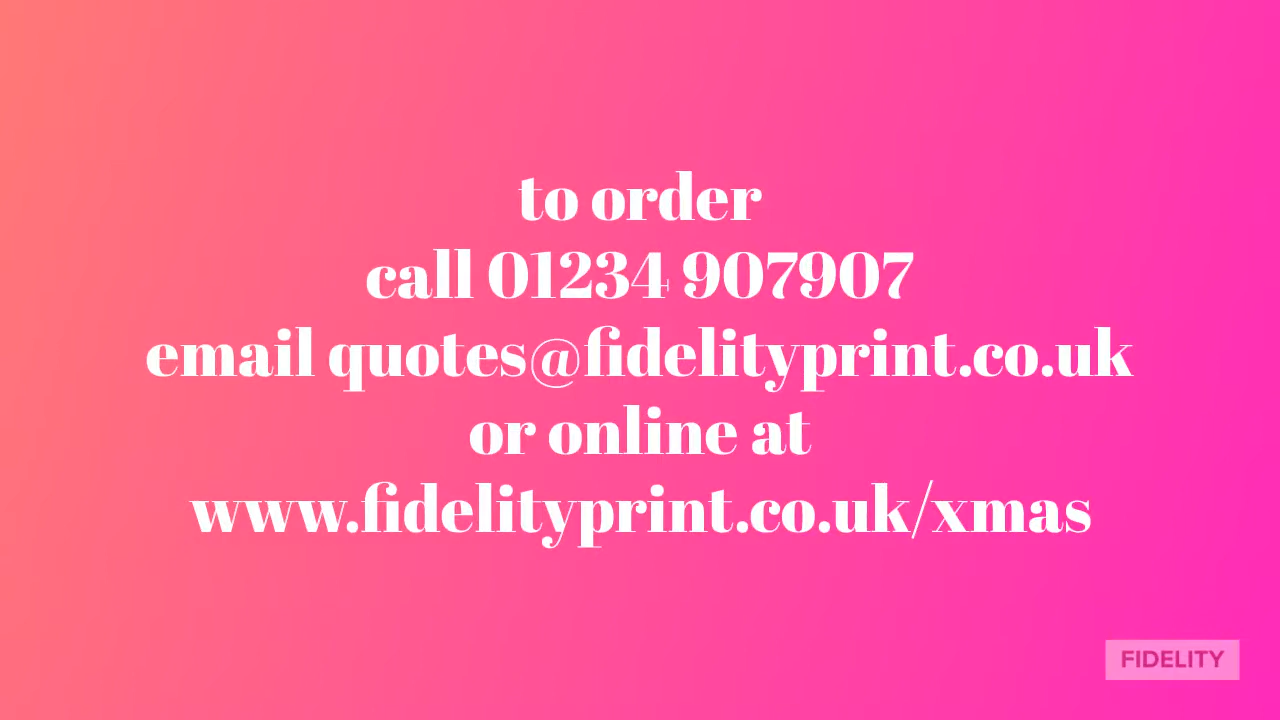 to order
call 01234 907907
email quotes@fidelityprint.co.uk
or online at
www.fidelityprint.co.uk/xmas
FIDELITY